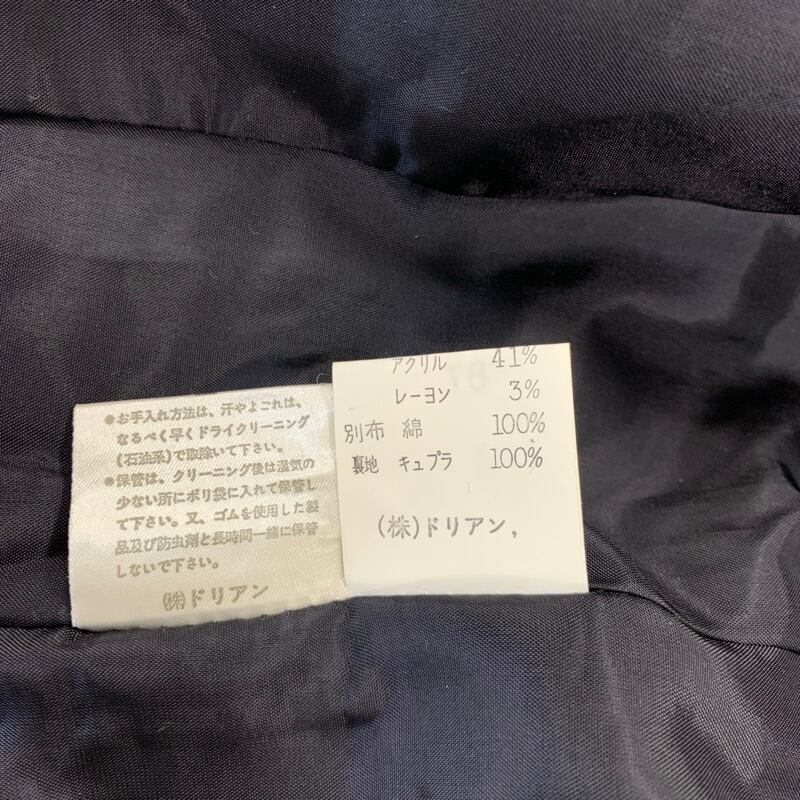 ●お手入れ方法は、汗やよごれは、
なるべく早くドライクリーニング
(石油系)で取除いて下さい。
●保管は、クリーニング後は湿気の
少ない所にポリ袋に入れて保管し
て下さい。又、ゴムを使用した製
品及び防虫剤と長時間一緒に保管
しないで下さい。
㈱ドリアン
アクリル 41%
レーヨン 3%
別布 綿 100%
裏地 キュプラ 100%
(株)ドリアン,